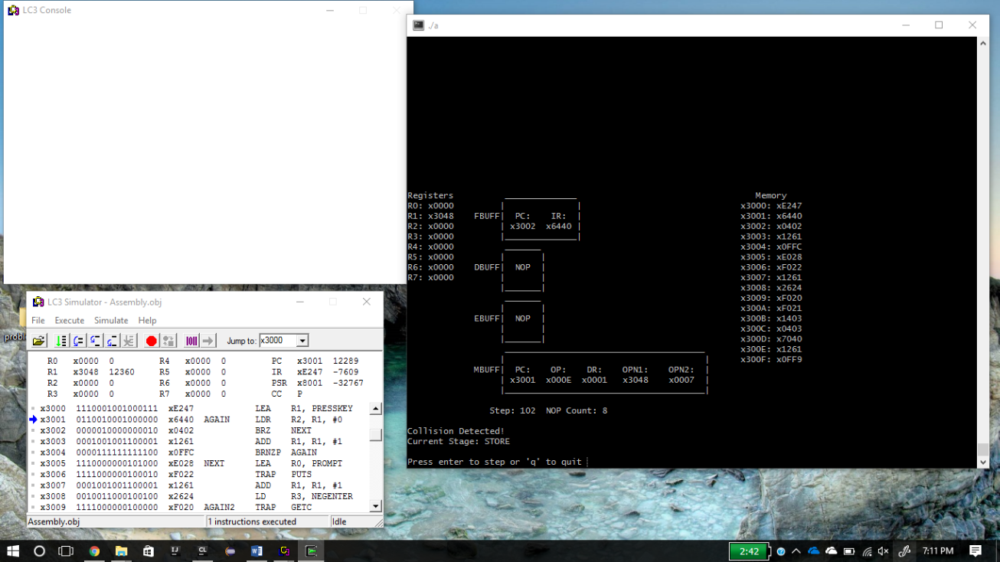 LC3 Console
./a
Registers Memory
R0: x0000 x3000: xE247
R1: x3048 FBUFF| PC: IR: x3001: x6440
R2: x0000 x3002 x6440 x3002: x0402
R3: x0000 x3003: x1261
R4: x0000 x3004: x0FFC
R5: x0000 x3005: xE028
R6: x0000 DBUFF| NOP x3006: xF022
R7: x0000 x3007: x1261
x3008: x2624
x3009: xF020
x300A: xF021
EBUFF| NOP x300B: x1403
x300C: x0403
x300D: x7040
x300E: x1261
x300F: x0FF9
MBUFF| PC: OP: DR: OPN1: OPN2:
x3001 x000E x0001 x3048 x0007
Step: 102 NOP Count: 8
Collision Detected!
Current Stage: STORE
Press enter to step or 'q' to quit
LC3 Simulator - Assembly.obj
File Execute Simulate Help
Jump to: x3000
R0 x0000 0 R4 x0000 0 PC x3001 12289
R1 x3048 12360 R5 x0000 0 IR xE247 -7609
R2 x0000 0 R6 x0000 0 PSR x8001 -32767
R3 x0000 0 R7 x0000 0 CC P
x3000 1110001001000111 xE247 LEA R1, PRESSKEY
x3001 0110010001000000 x6440 AGAIN LDR R2, R1, #0
x3002 0000010000000010 x0402 BRZ NEXT
x3003 0001001001100001 x1261 ADD R1, R1, #1
x3004 0000111111111100 x0FFC BRNZP AGAIN
x3005 1110000000101000 xE028 NEXT LEA R0, PROMPT
x3006 1111000000100010 xF022 TRAP PUTS
x3007 0001001001100001 x1261 ADD R1, R1, #1
x3008 0010011000100100 x2624 LD R3, NEGENTER
x3009 1111000000100000 xF020 AGAIN2 TRAP GETC
Assembly.obj 1 instructions executed Idle
2:42 7:11 PM